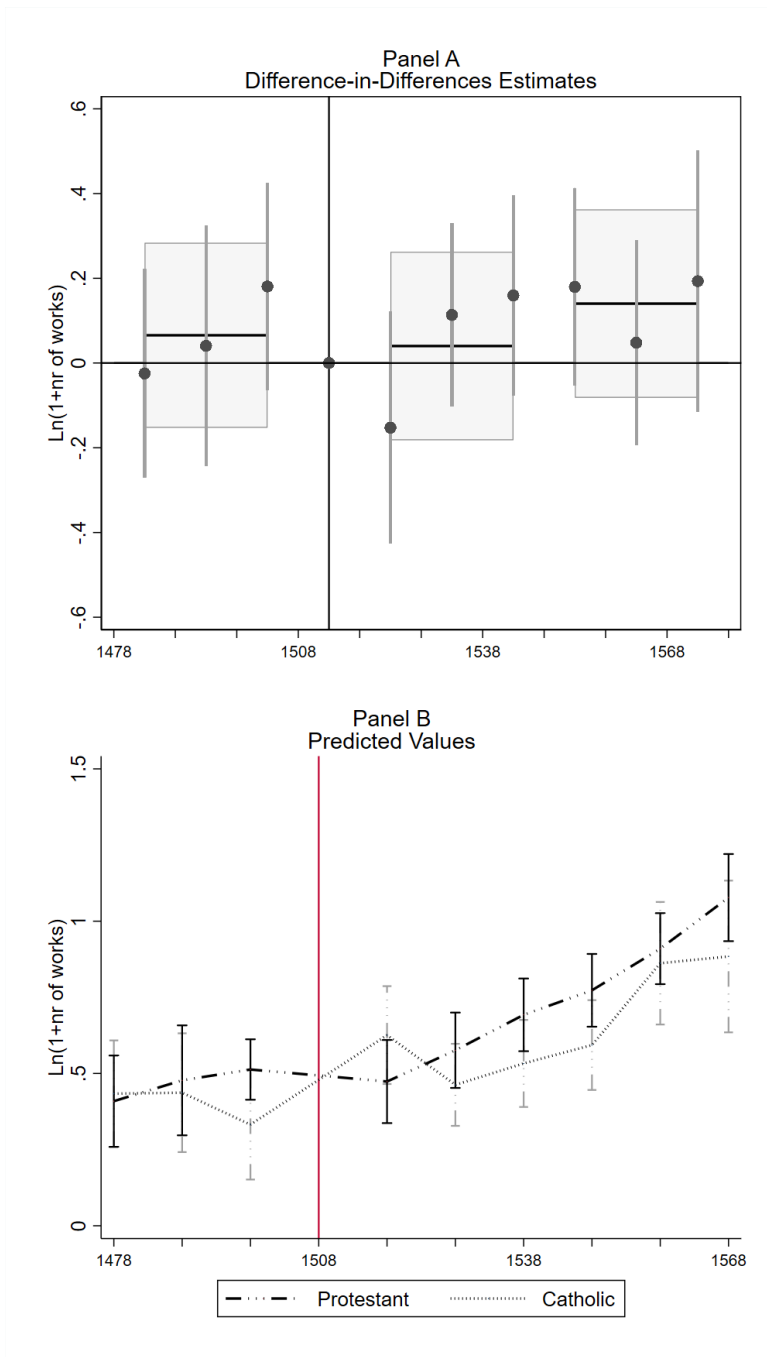 Panel A
Difference-in-Differences Estimates
Ln(1+nr of works)
.6
.4
.2
0
-.2
-.4
-.6
1478 1508 1538 1568
Panel B
Predicted Values
Ln(1+nr of works)
1.5
1
.5
0
1478 1508 1538 1568
Protestant Catholic